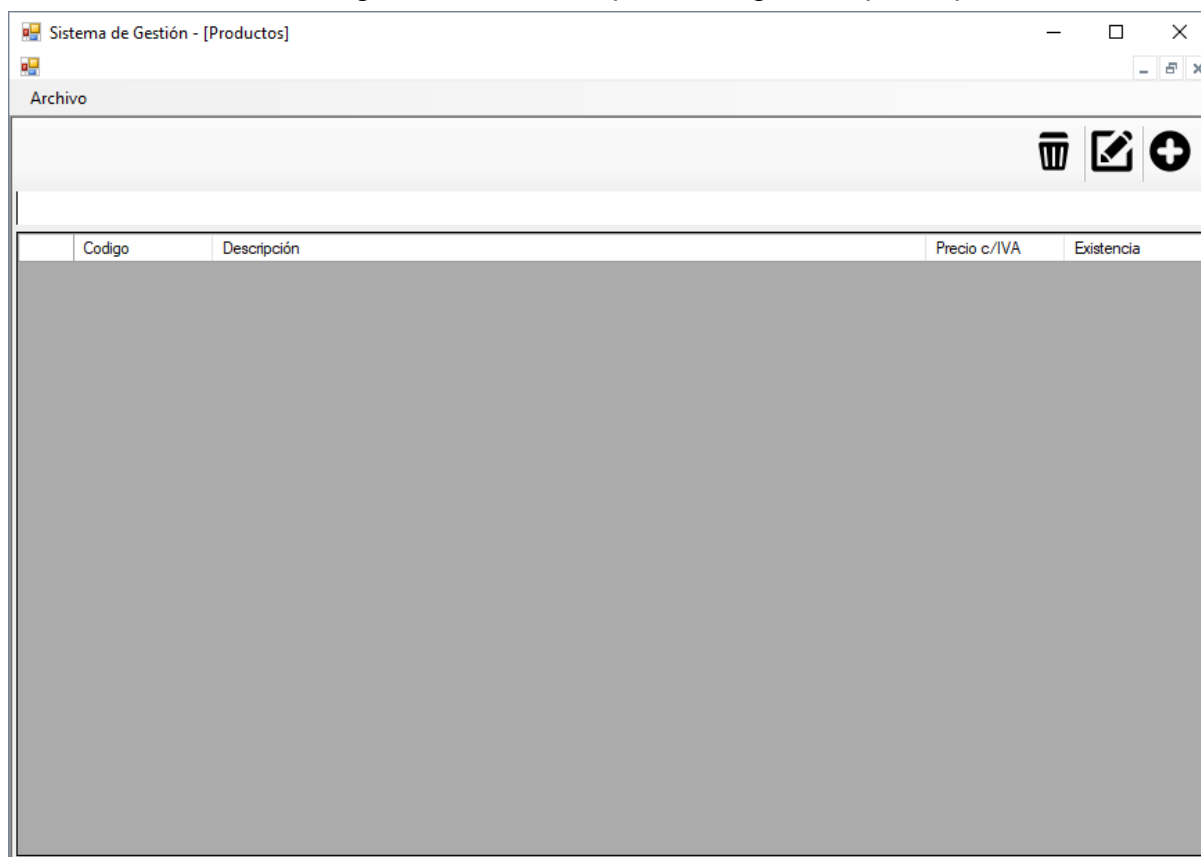 Sistema de Gestión - [Productos]
Archivo
Codigo Descripción Precio c/IVA Existencia